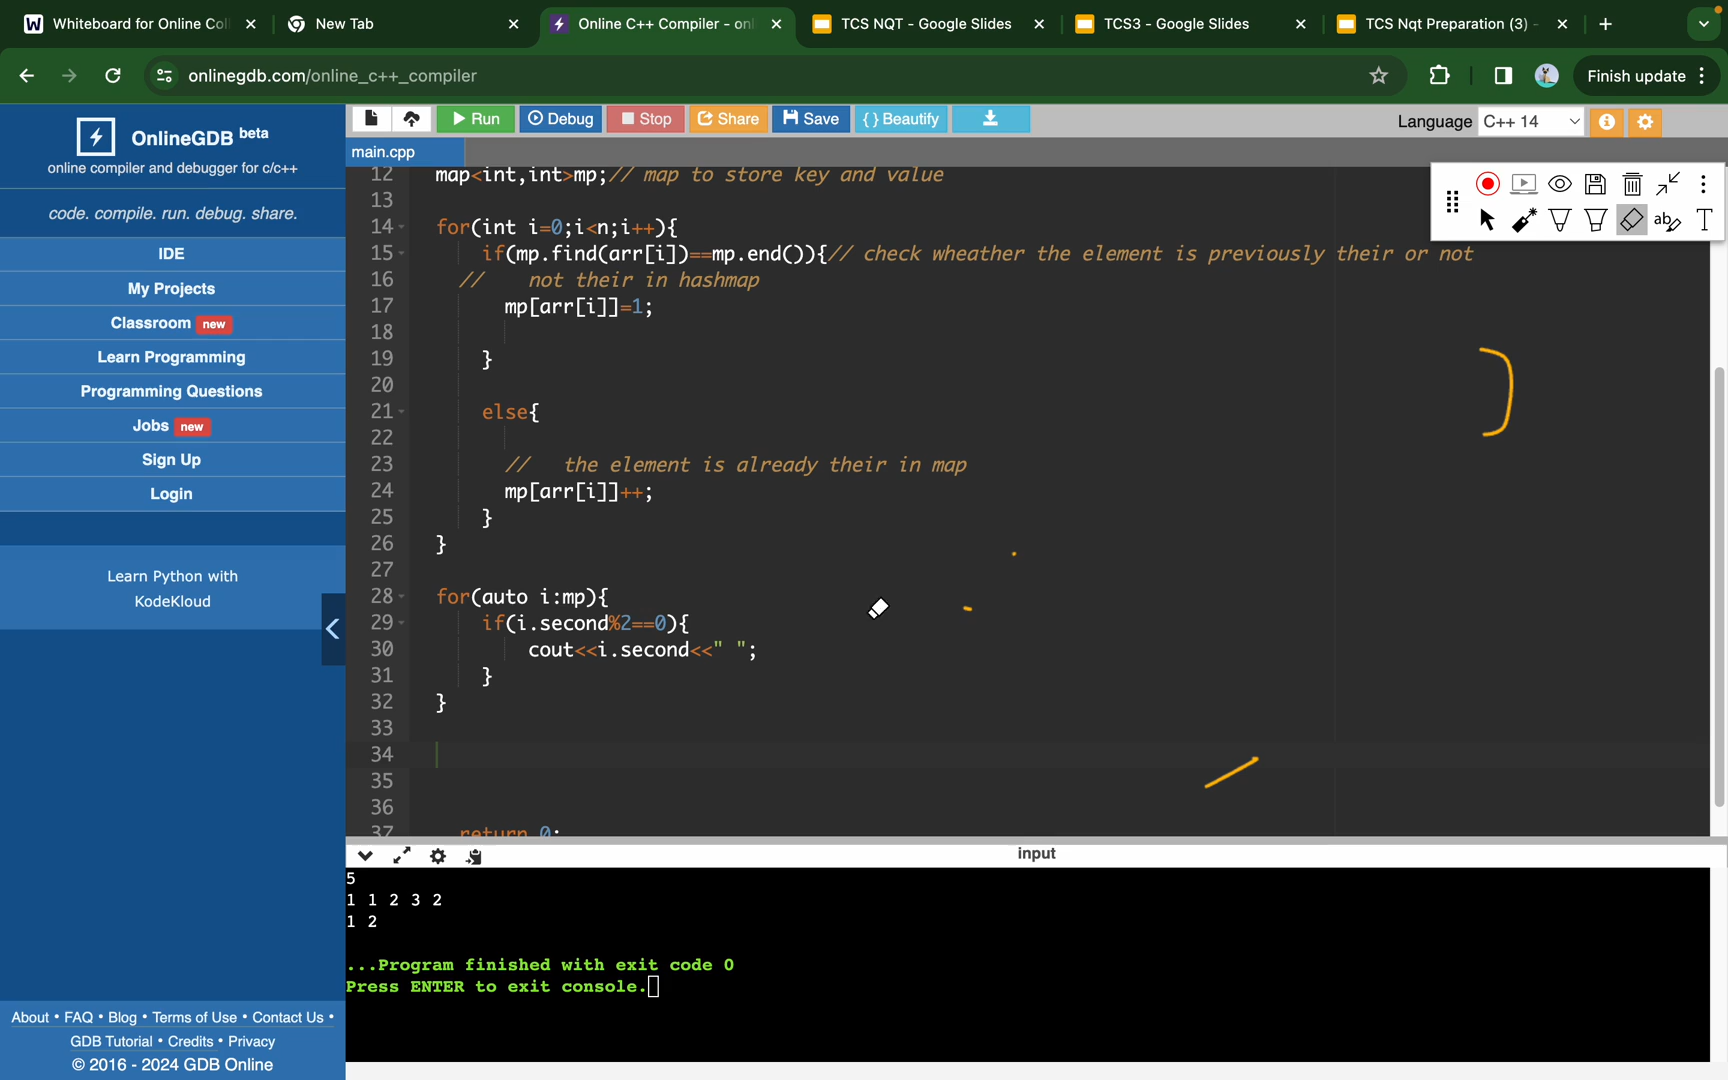 Whiteboard for Online Col
New Tab
Online C++ Compiler - onl
TCS NQT - Google Slides
TCS3 - Google Slides
TCS Nqt Preparation (3) -
onlinegdb.com/online_c++_compiler
Finish update
OnlineGDB beta
online compiler and debugger for c/c++
code. compile. run. debug. share.
IDE
My Projects
Classroom new
Learn Programming
Programming Questions
Jobs new
Sign Up
Login
Learn Python with
KodeKloud
About • FAQ • Blog • Terms of Use • Contact Us •
GDB Tutorial • Credits • Privacy
© 2016 - 2024 GDB Online
Run Debug Stop Share Save {} Beautify
Language C++ 14
main.cpp
12 map<int,int>mp;// map to store key and value
13
14 for(int i=0;i<n;i++){
15 if(mp.find(arr[i])==mp.end()){// check wheather the element is previously their or not
16 // not their in hashmap
17 mp[arr[i]]=1;
18
19 }
20
21 else{
22
23 // the element is already their in map
24 mp[arr[i]]++;
25 }
26 }
27
28 for(auto i:mp){
29 if(i.second%2==0){
30 cout<<i.second<<" ";
31 }
32 }
33
34
35
36
37 return 0;
input
5
1 1 2 3 2
1 2
...Program finished with exit code 0
Press ENTER to exit console.